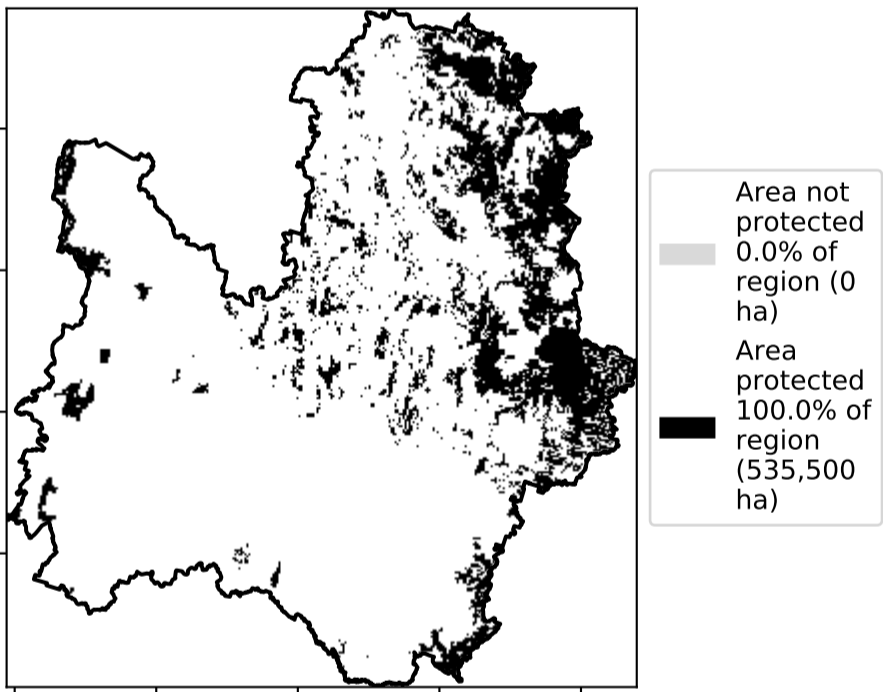 Area not
protected
0.0% of
region (0
ha)
Area
protected
100.0% of
region
(535,500
ha)